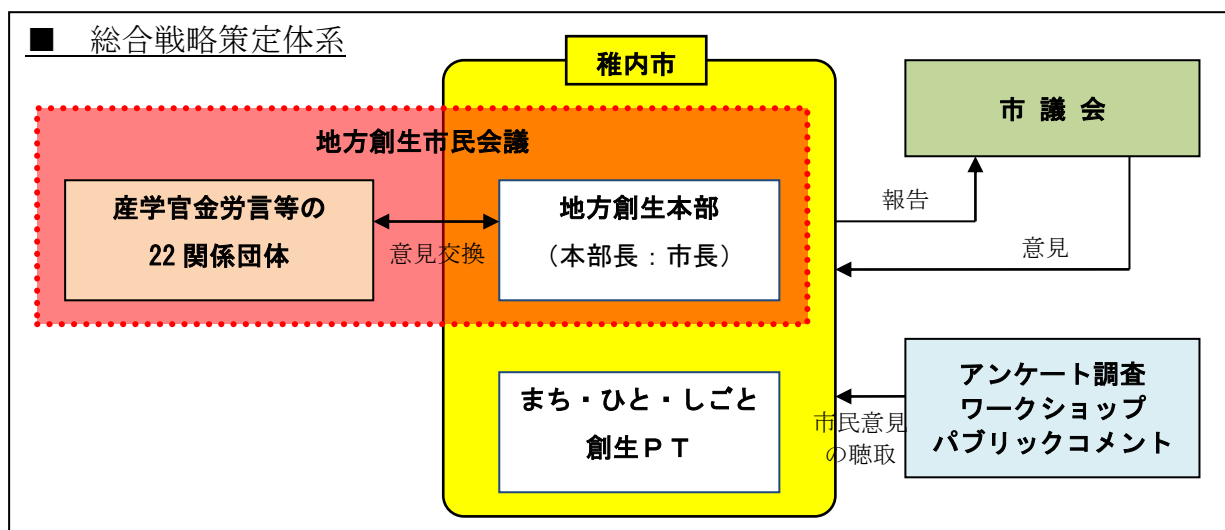 ■ 総合戦略策定体系
稚内市
市 議 会
地方創生市民会議
産学官金労言等の
22 関係団体
意見交換
地方創生本部
（本部長：市長）
報告
意見
まち・ひと・しごと
創生ＰＴ
市民意見
の聴取
アンケート調査
ワークショップ
パブリックコメント